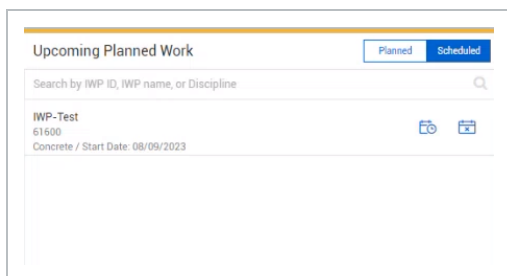 Upcoming Planned Work
Planned
Scheduled
Search by IWP ID, IWP name, or Discipline
IWP-Test
61600
Concrete / Start Date: 08/09/2023